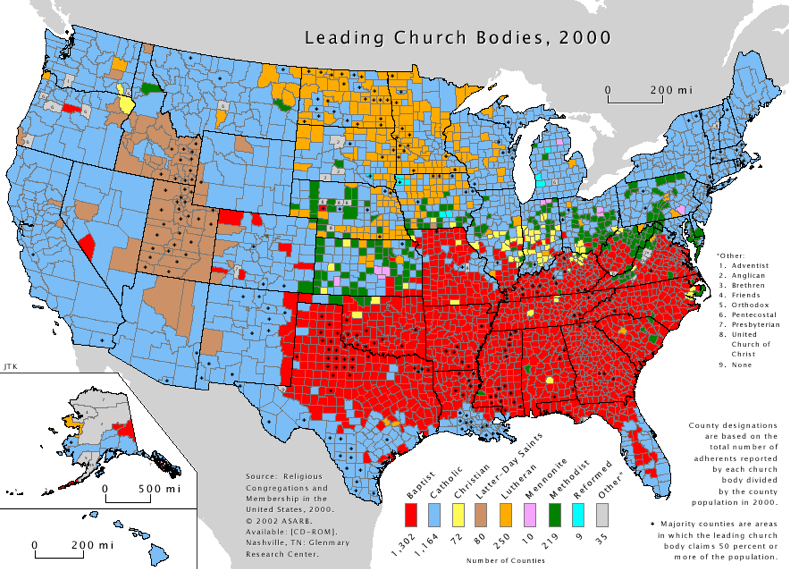 Leading Church Bodies, 2000
0 200 mi
*Other:
1. Adventist
2. Anglican
3. Brethren
4. Friends
5. Orthodox
6. Pentecostal
7. Presbyterian
8. United
Church of
Christ
9. None
JTK
0 500 mi
0 200 mi
Source: Religious
Congregations and
Membership in the
United States, 2000.
© 2002 ASARB.
Available: [CD-ROM].
Nashville, TN: Glenmary
Research Center.
Baptist
Catholic
Christian
Latter-Day Saints
Lutheran
Mennonite
Methodist
Reformed
Other*
1,302
1,164
72
80
250
10
219
9
35
Number of Counties
County designations
are based on the
total number of
adherents reported
by each church
body divided
by the county
population in 2000.
• Majority counties are areas
in which the leading church
body claims 50 percent or
more of the population.